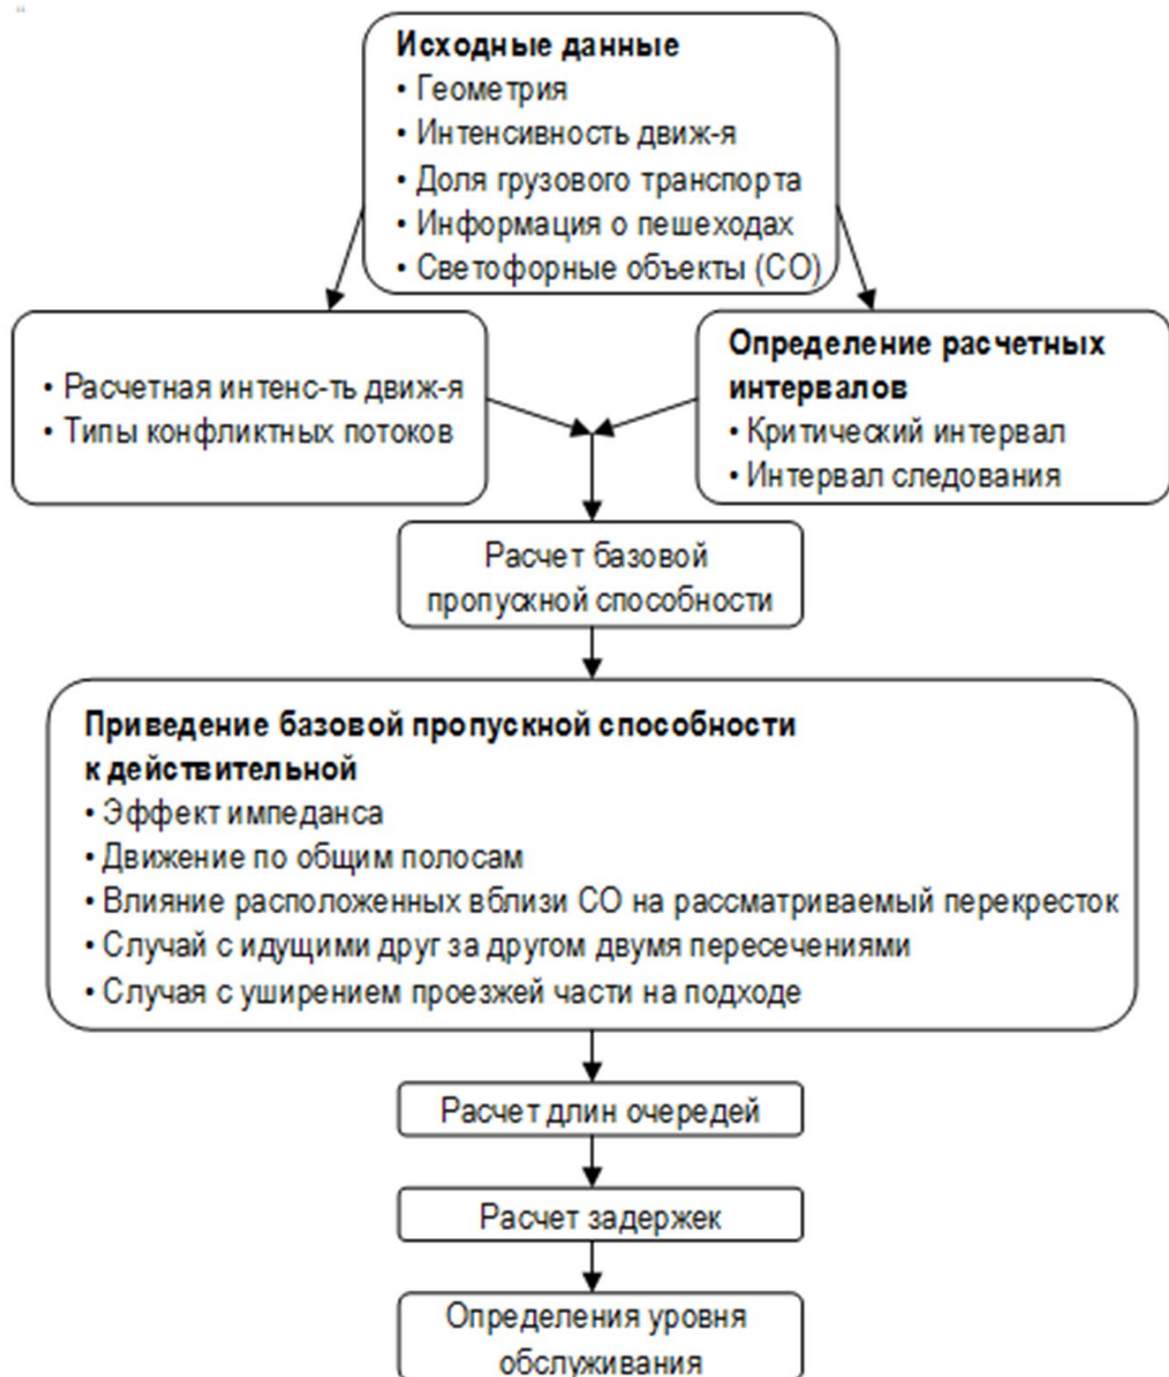 Исходные данные
• Геометрия
• Интенсивность движ-я
• Доля грузового транспорта
• Информация о пешеходах
• Светофорные объекты (СО)
• Расчетная интенс-ть движ-я
• Типы конфликтных потоков
Определение расчетных
интервалов
• Критический интервал
• Интервал следования
Расчет базовой
пропускной способности
Приведение базовой пропускной способности
к действительной
• Эффект импеданса
• Движение по общим полосам
• Влияние расположенных вблизи СО на рассматриваемый перекресток
• Случай с идущими друг за другом двумя пересечениями
• Случая с уширением проезжей части на подходе
Расчет длин очередей
Расчет задержек
Определения уровня
обслуживания